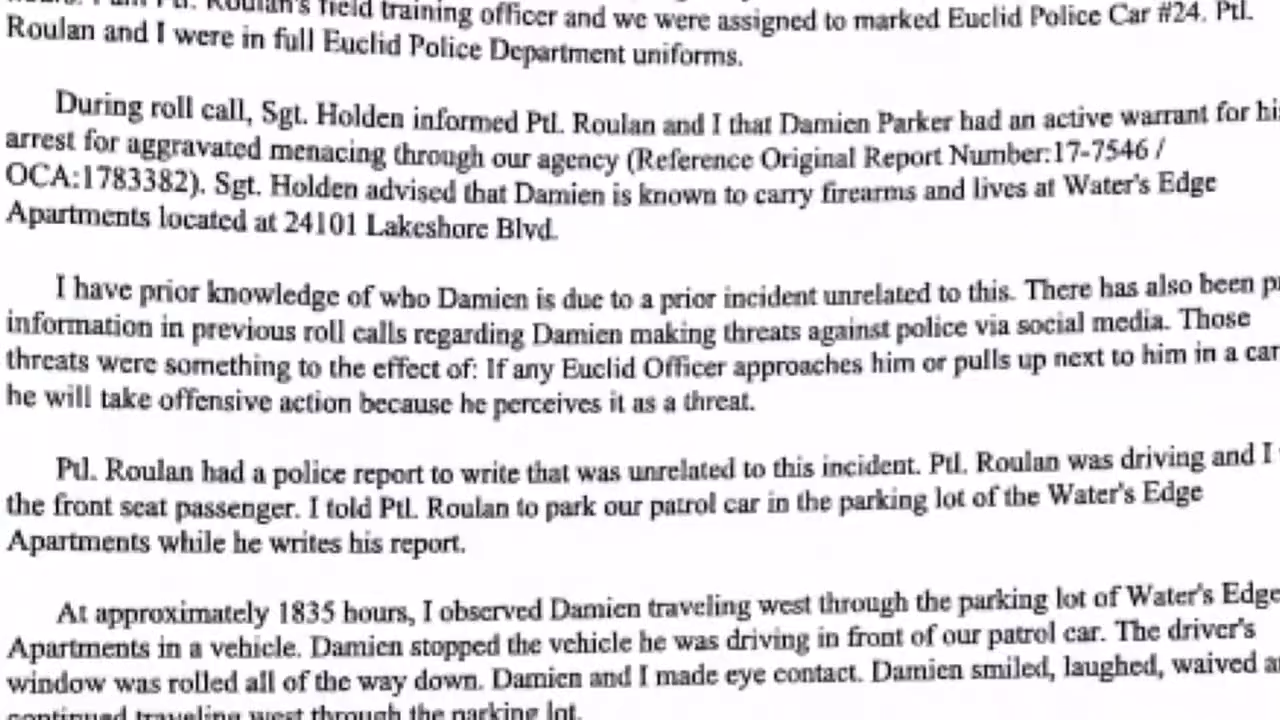 Roulan's field training officer and we were assigned to marked Euclid Police Car #24. Ptl.
Roulan and I were in full Euclid Police Department uniforms.
During roll call, Sgt. Holden informed Ptl. Roulan and I that Damien Parker had an active warrant for hi
arrest for aggravated menacing through our agency (Reference Original Report Number:17-7546 /
OCA:1783382). Sgt. Holden advised that Damien is known to carry firearms and lives at Water's Edge
Apartments located at 24101 Lakeshore Blvd.
I have prior knowledge of who Damien is due to a prior incident unrelated to this. There has also been p
information in previous roll calls regarding Damien making threats against police via social media. Those
threats were something to the effect of: If any Euclid Officer approaches him or pulls up next to him in a car
he will take offensive action because he perceives it as a threat.
Ptl. Roulan had a police report to write that was unrelated to this incident. Ptl. Roulan was driving and I
the front seat passenger. I told Ptl. Roulan to park our patrol car in the parking lot of the Water's Edge
Apartments while he writes his report.
At approximately 1835 hours, I observed Damien traveling west through the parking lot of Water's Edge
Apartments in a vehicle. Damien stopped the vehicle he was driving in front of our patrol car. The driver's
window was rolled all of the way down. Damien and I made eye contact. Damien smiled, laughed, waived a
continued traveling west through the parking lot.